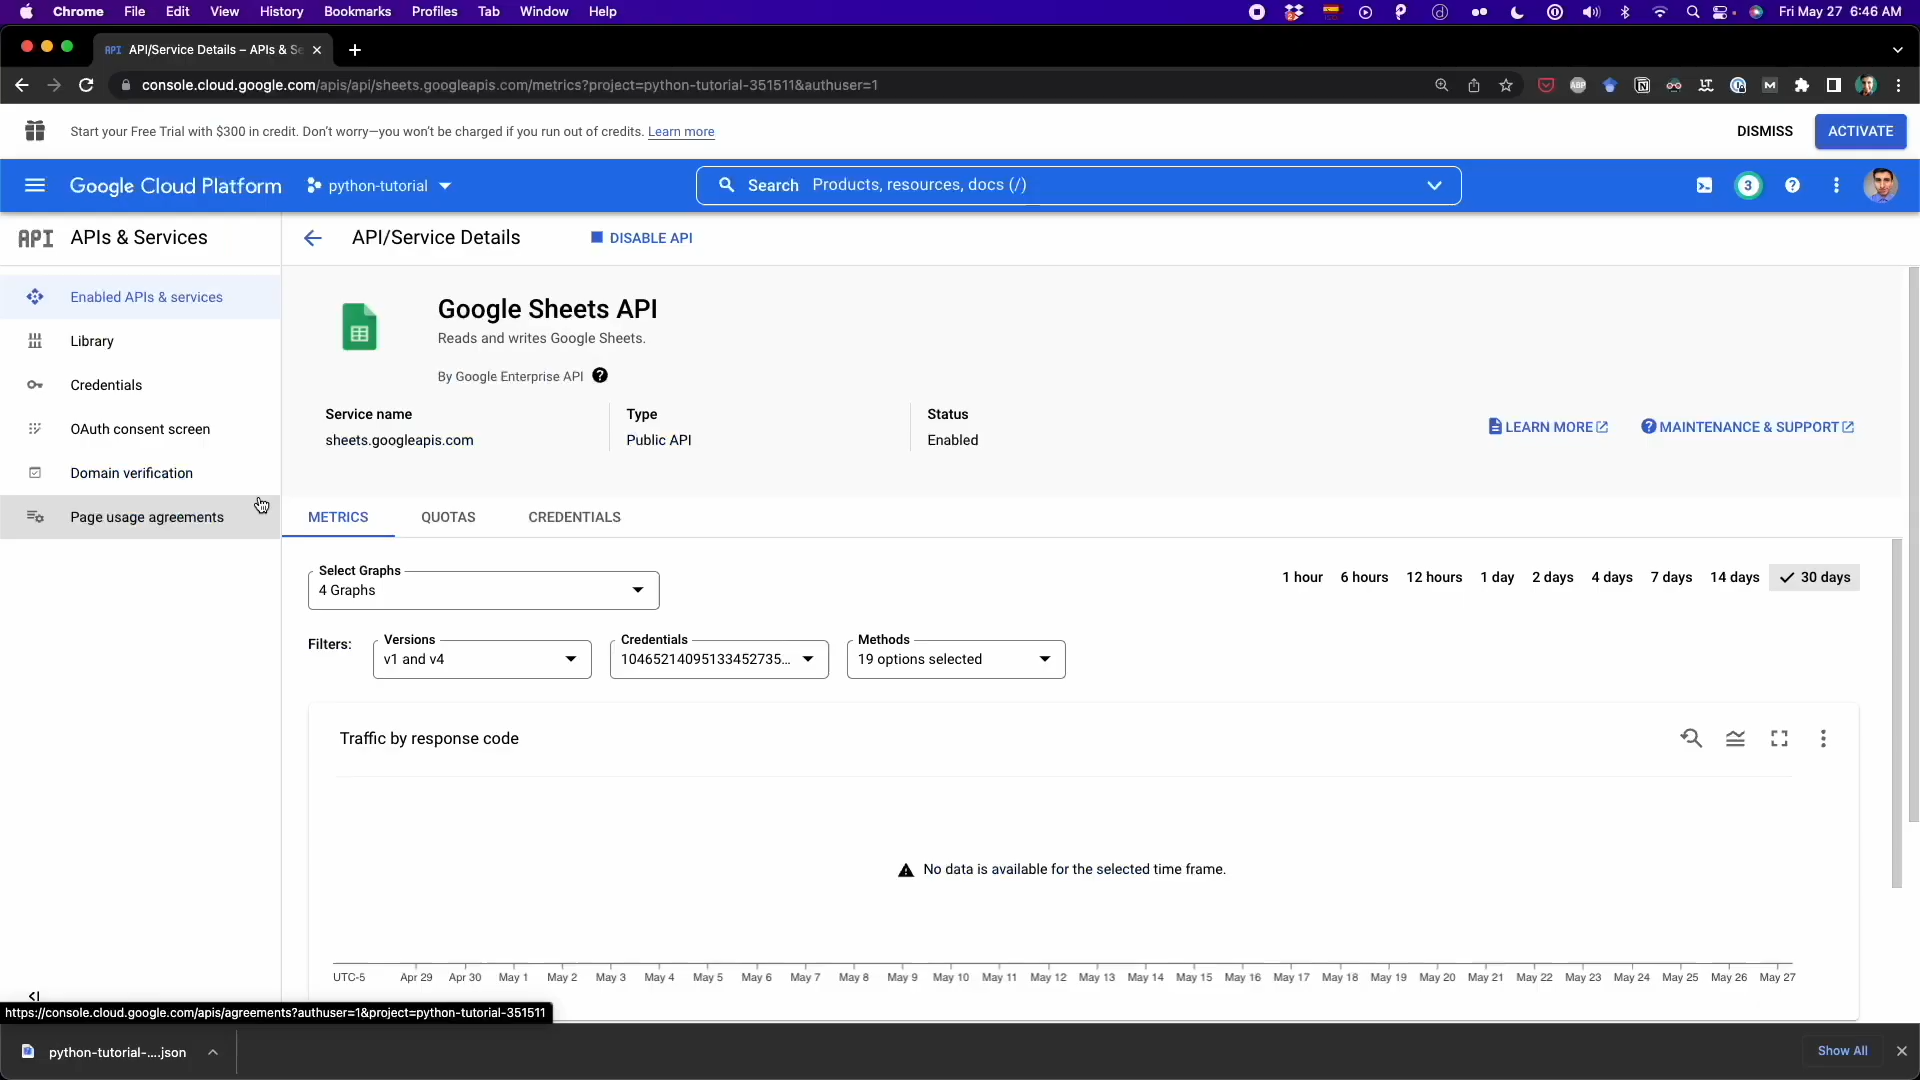 Chrome File Edit View History Bookmarks Profiles Tab Window Help Fri May 27 6:46 AM
API API/Service Details – APIs & Se
console.cloud.google.com/apis/api/sheets.googleapis.com/metrics?project=python-tutorial-351511&authuser=1
Start your Free Trial with $300 in credit. Don't worry—you won't be charged if you run out of credits. Learn more DISMISS ACTIVATE
Google Cloud Platform python-tutorial Search Products, resources, docs (/) 3
API APIs & Services
API/Service Details DISABLE API
Enabled APIs & services
Library
Credentials
OAuth consent screen
Domain verification
Page usage agreements
Google Sheets API
Reads and writes Google Sheets.
By Google Enterprise API
Service name Type Status
sheets.googleapis.com Public API Enabled
LEARN MORE MAINTENANCE & SUPPORT
METRICS QUOTAS CREDENTIALS
Select Graphs
4 Graphs
1 hour 6 hours 12 hours 1 day 2 days 4 days 7 days 14 days 30 days
Filters:
Versions
v1 and v4
Credentials
10465214095133452735...
Methods
19 options selected
Traffic by response code
No data is available for the selected time frame.
UTC-5 Apr 29 Apr 30 May 1 May 2 May 3 May 4 May 5 May 6 May 7 May 8 May 9 May 10 May 11 May 12 May 13 May 14 May 15 May 16 May 17 May 18 May 19 May 20 May 21 May 22 May 23 May 24 May 25 May 26 May 27
https://console.cloud.google.com/apis/agreements?authuser=1&project=python-tutorial-351511
python-tutorial-....json Show All